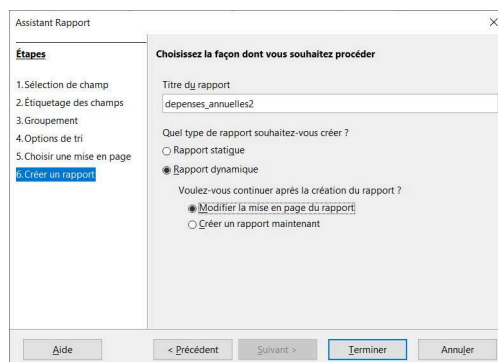 Assistant Rapport
Étapes
1.Sélection de champ
2.Étiquetage des champs
3.Groupement
4.Options de tri
5.Choisir une mise en page
6.Créer un rapport
Choisissez la façon dont vous souhaitez procéder
Titre du rapport
depenses_annuelles2
Quel type de rapport souhaitez-vous créer ?
Rapport statique
Rapport dynamique
Voulez-vous continuer après la création du rapport ?
Modifier la mise en page du rapport
Créer un rapport maintenant
Aide
< Précédent
Suivant >
Terminer
Annuler